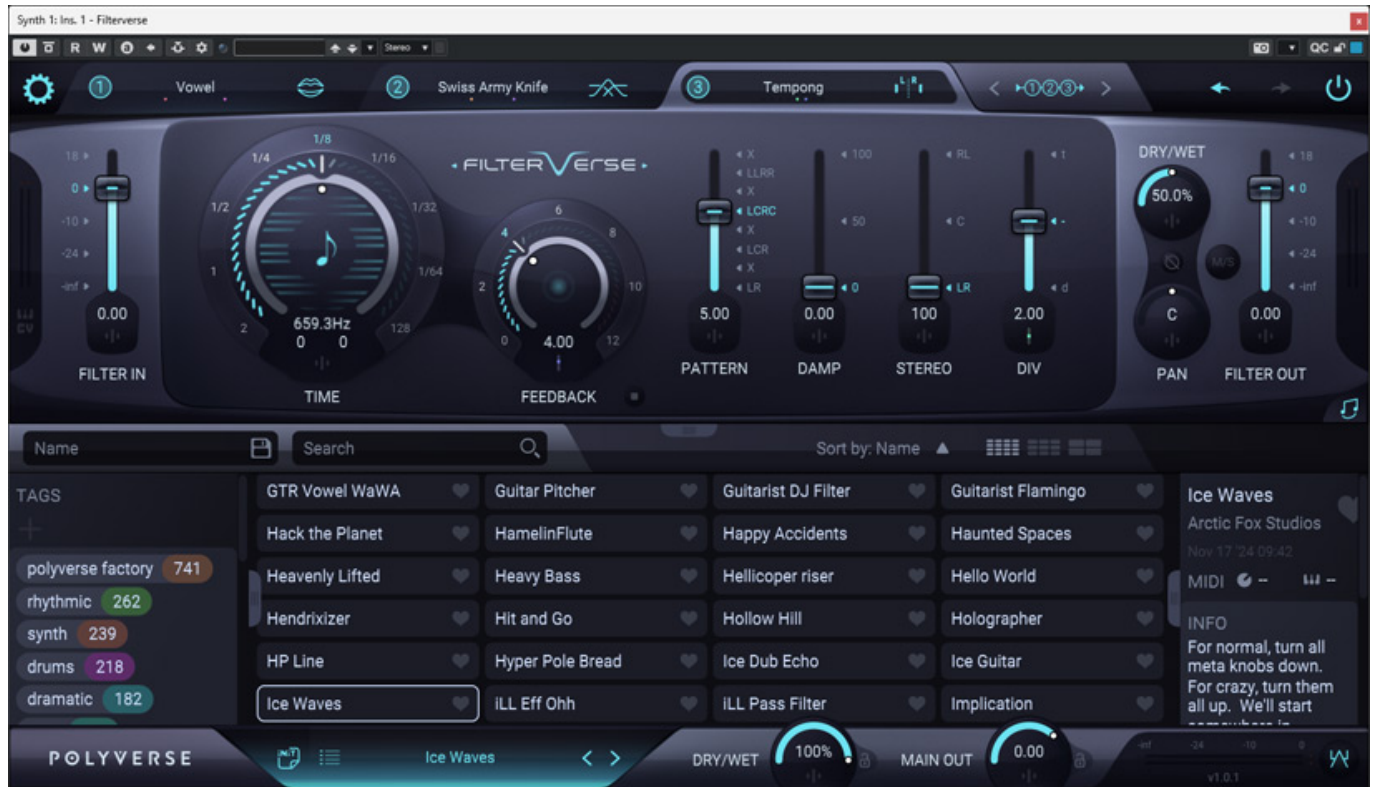 Synth 1: Ins. 1 - Filterverse
x
R W Stereo QC
1 Vowel 2 Swiss Army Knife 3 Tempong L R 1 2 3
18
0
-10
-24
-inf
0.00
FILTER IN
CV
1/8
1/4 1/16
1/2 1/32
1 1/64
2 128
659.3Hz
0 0
TIME
FILTERVERSE
6
4 8
2 10
0 12
4.00
FEEDBACK
X
LLRR
X
LCRC
X
LCR
X
LR
5.00
PATTERN
100
50
0
0.00
DAMP
RL
C
LR
100
STEREO
t
-
d
2.00
DIV
DRY/WET
50.0%
M/S
C
PAN
18
0
-10
-24
-inf
0.00
FILTER OUT
Name Search Sort by: Name
TAGS
+
polyverse factory 741
rhythmic 262
synth 239
drums 218
dramatic 182
GTR Vowel WaWA Guitar Pitcher Guitarist DJ Filter Guitarist Flamingo
Hack the Planet HamelinFlute Happy Accidents Haunted Spaces
Heavenly Lifted Heavy Bass Hellicoper riser Hello World
Hendrixizer Hit and Go Hollow Hill Holographer
HP Line Hyper Pole Bread Ice Dub Echo Ice Guitar
Ice Waves iLL Eff Ohh iLL Pass Filter Implication
Ice Waves
Arctic Fox Studios
Nov 17 '24 09:42
MIDI -- --
INFO
For normal, turn all
meta knobs down.
For crazy, turn them
all up. We'll start
somewhere in
POLYVERSE INIT Ice Waves < > DRY/WET 100% MAIN OUT 0.00
-inf -24 -10 0
v1.0.1